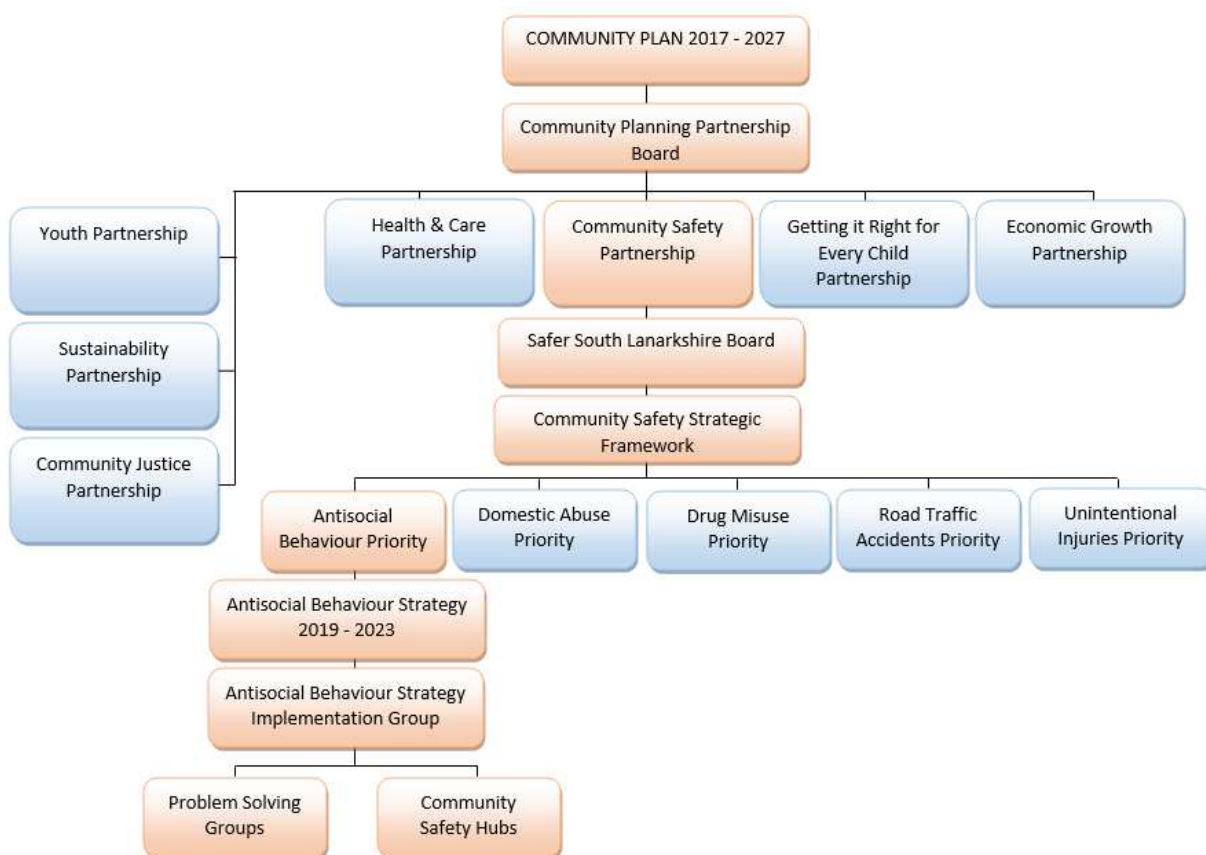 COMMUNITY PLAN 2017 - 2027
Community Planning Partnership
Board
Youth Partnership
Health & Care
Partnership
Community Safety
Partnership
Getting it Right for
Every Child
Partnership
Economic Growth
Partnership
Sustainability
Partnership
Safer South Lanarkshire Board
Community Justice
Partnership
Community Safety Strategic
Framework
Antisocial
Behaviour Priority
Domestic Abuse
Priority
Drug Misuse
Priority
Road Traffic
Accidents Priority
Unintentional
Injuries Priority
Antisocial Behaviour Strategy
2019 - 2023
Antisocial Behaviour Strategy
Implementation Group
Problem Solving
Groups
Community
Safety Hubs